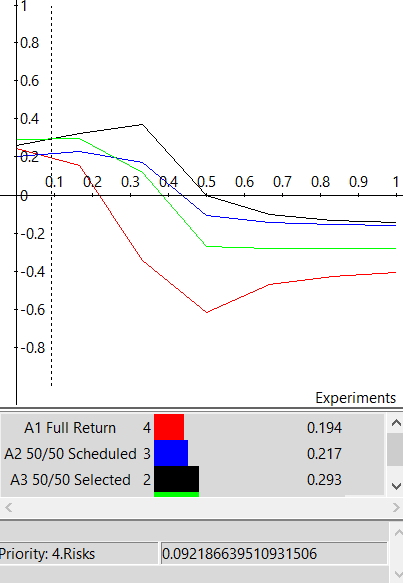 1
0.8
0.6
0.4
0.2
0.1 0.2 0.3 0.4 0.5 0.6 0.7 0.8 0.9 1
0
-0.2
-0.4
-0.6
-0.8
Experiments
A1 Full Return 4 0.194
A2 50/50 Scheduled 3 0.217
A3 50/50 Selected 2 0.293
Priority: 4.Risks 0.092186639510931506